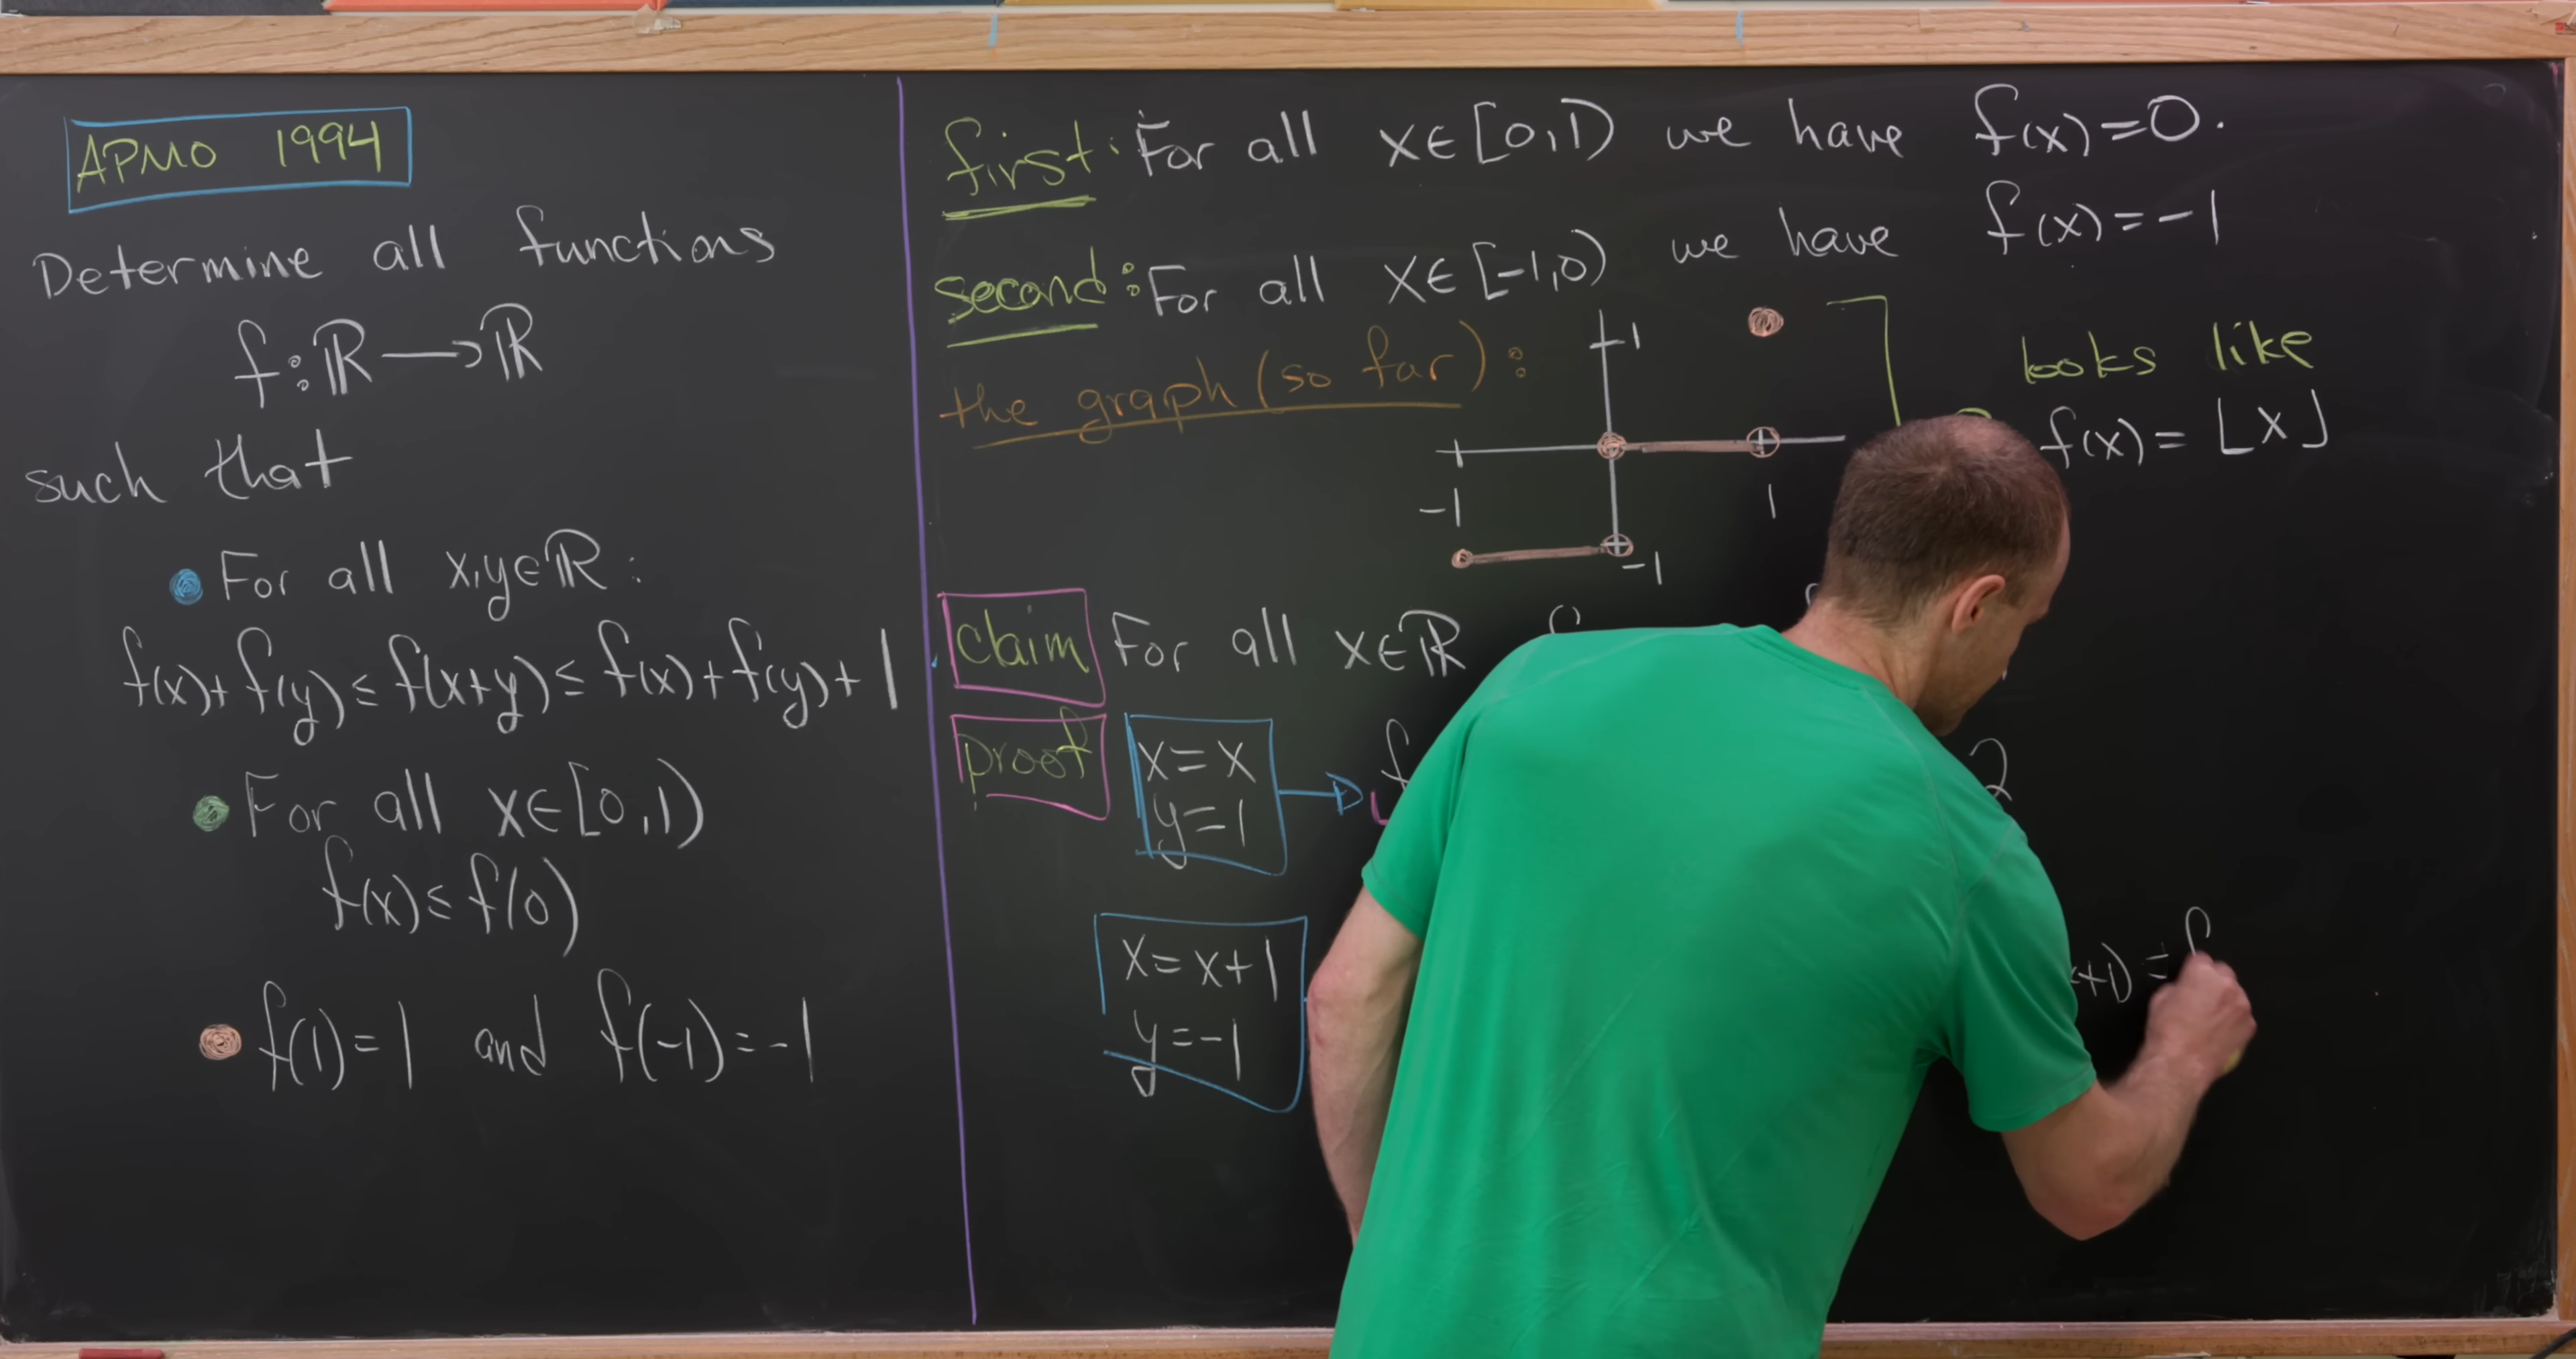 APMO 1994
Determine all functions
f:ℝ→ℝ
such that
For all x,y∈ℝ:
f(x)+f(y)≤f(x+y)≤f(x)+f(y)+1
For all x∈[0,1)
f(x)≤f(0)
f(1)=1 and f(-1)=-1
first: For all x∈[0,1) we have f(x)=0.
second: For all x∈[-1,0) we have f(x)=-1
the graph (so far):
1
-1
1
-1
looks like
f(x)=⌊x⌋
claim For all x∈ℝ
proof
x=x
y=1
f
2
x=x+1
y=-1
+1) =